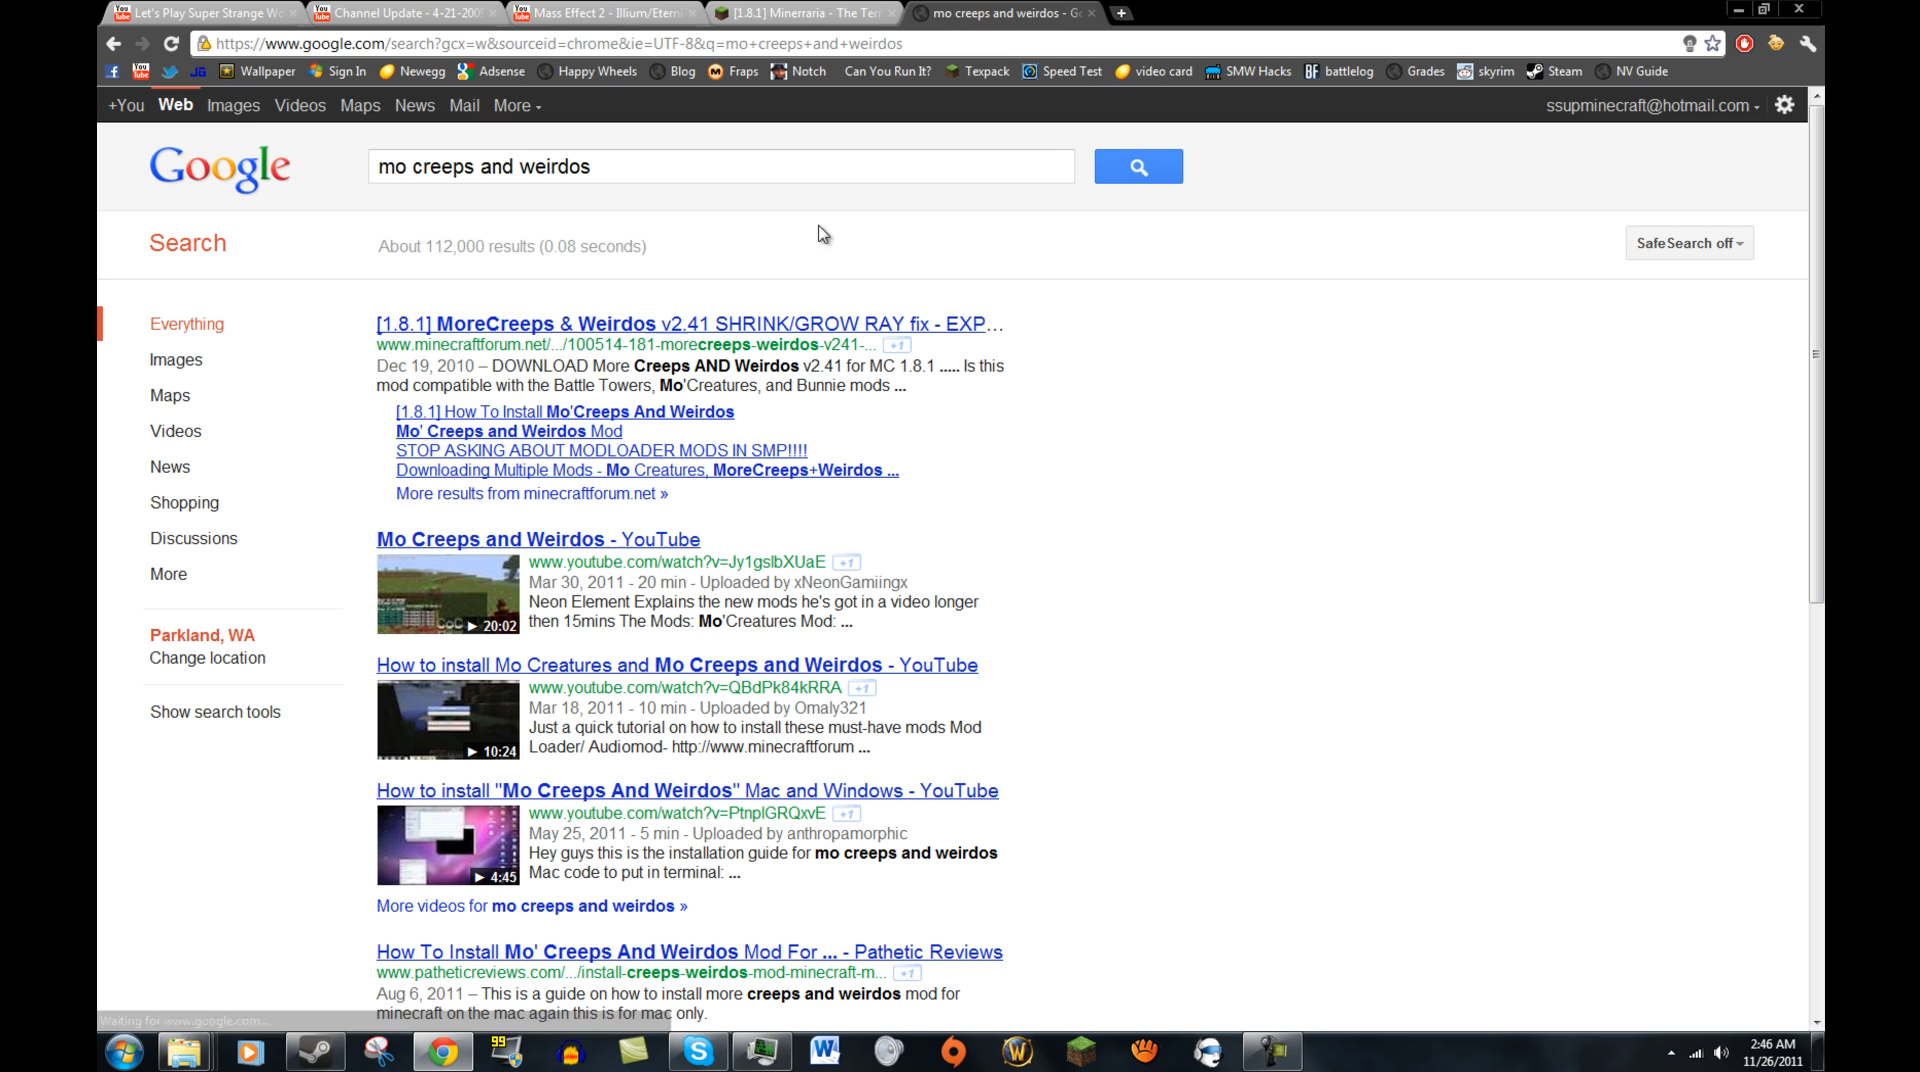 Let's Play Super Strange Wo
Channel Update - 4-21-2009
Mass Effect 2 - Illium/Eterni
[1.8.1] Minerraria - The Terr
mo creeps and weirdos - Go
https://www.google.com/search?gcx=w&sourceid=chrome&ie=UTF-8&q=mo+creeps+and+weirdos
Wallpaper Sign In Newegg Adsense Happy Wheels Blog Fraps Notch Can You Run It? Texpack Speed Test video card SMW Hacks battlelog Grades skyrim Steam NV Guide
+You Web Images Videos Maps News Mail More
ssupminecraft@hotmail.com
Google
mo creeps and weirdos
Search
About 112,000 results (0.08 seconds)
SafeSearch off
Everything
Images
Maps
Videos
News
Shopping
Discussions
More
Parkland, WA
Change location
Show search tools
[1.8.1] MoreCreeps & Weirdos v2.41 SHRINK/GROW RAY fix - EXP...
www.minecraftforum.net/.../100514-181-morecreeps-weirdos-v241-... +1
Dec 19, 2010 – DOWNLOAD More Creeps AND Weirdos v2.41 for MC 1.8.1 ..... Is this
mod compatible with the Battle Towers, Mo'Creatures, and Bunnie mods ...
[1.8.1] How To Install Mo'Creeps And Weirdos
Mo' Creeps and Weirdos Mod
STOP ASKING ABOUT MODLOADER MODS IN SMP!!!!
Downloading Multiple Mods - Mo Creatures, MoreCreeps+Weirdos ...
More results from minecraftforum.net »
Mo Creeps and Weirdos - YouTube
www.youtube.com/watch?v=Jy1gslbXUaE +1
Mar 30, 2011 - 20 min - Uploaded by xNeonGamiingx
Neon Element Explains the new mods he's got in a video longer
then 15mins The Mods: Mo'Creatures Mod: ...
20:02
How to install Mo Creatures and Mo Creeps and Weirdos - YouTube
www.youtube.com/watch?v=QBdPk84kRRA +1
Mar 18, 2011 - 10 min - Uploaded by Omaly321
Just a quick tutorial on how to install these must-have mods Mod
Loader/ Audiomod- http://www.minecraftforum ...
10:24
How to install "Mo Creeps And Weirdos" Mac and Windows - YouTube
www.youtube.com/watch?v=PtnplGRQxvE +1
May 25, 2011 - 5 min - Uploaded by anthropamorphic
Hey guys this is the installation guide for mo creeps and weirdos
Mac code to put in terminal: ...
4:45
More videos for mo creeps and weirdos »
How To Install Mo' Creeps And Weirdos Mod For ... - Pathetic Reviews
www.patheticreviews.com/.../install-creeps-weirdos-mod-minecraft-m... +1
Aug 6, 2011 – This is a guide on how to install more creeps and weirdos mod for
minecraft on the mac again this is for mac only.
Waiting for www.google.com...
99
2:46 AM
11/26/2011